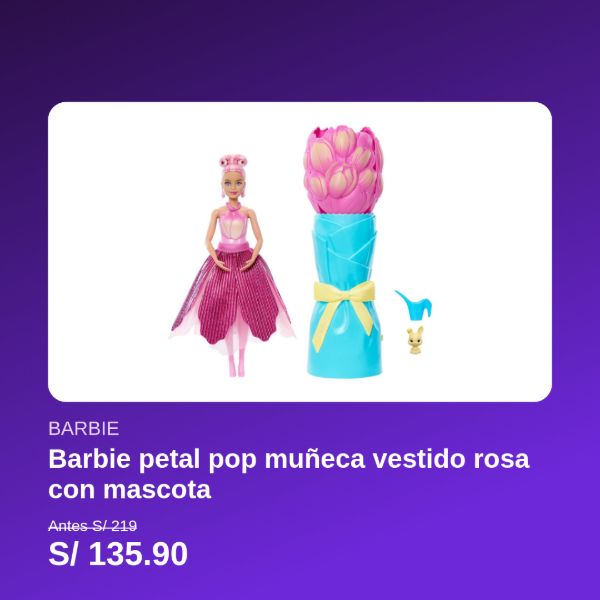 BARBIE
Barbie petal pop muñeca vestido rosa
con mascota
Antes S/ 219
S/ 135.90